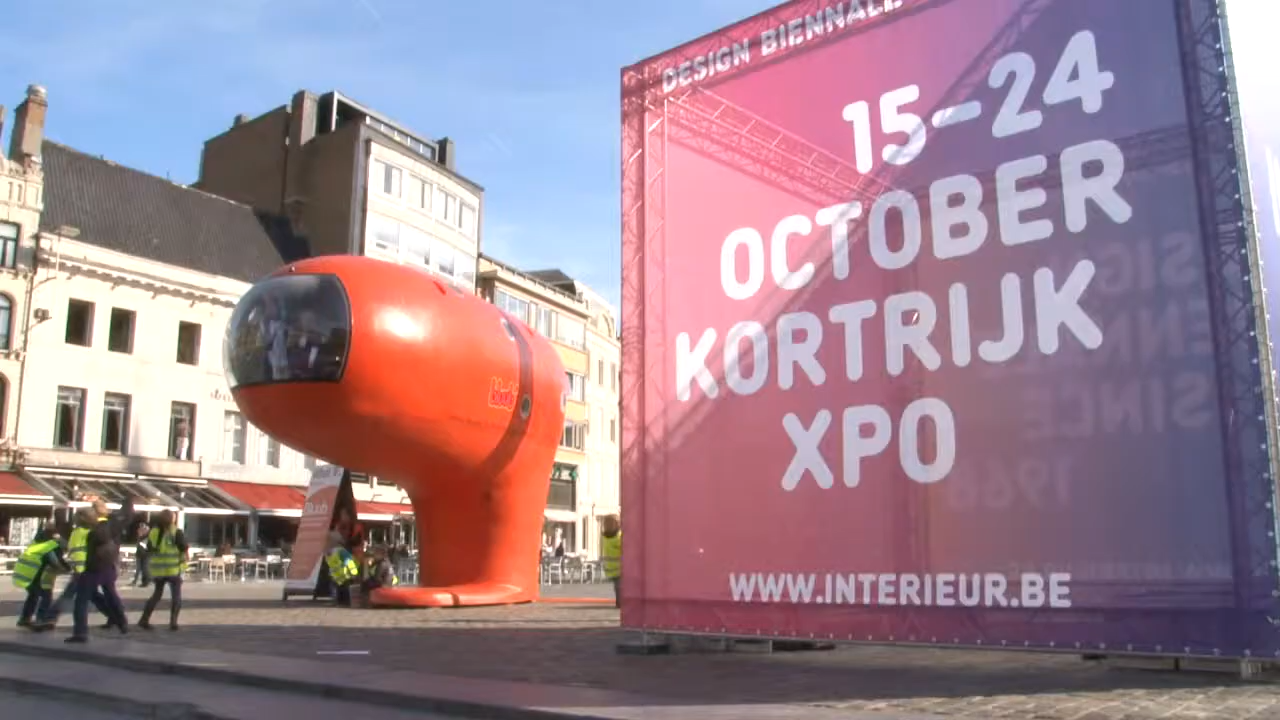 DESIGN BIENNALE
15-24
OCTOBER
KORTRIJK
XPO
WWW.INTERIEUR.BE